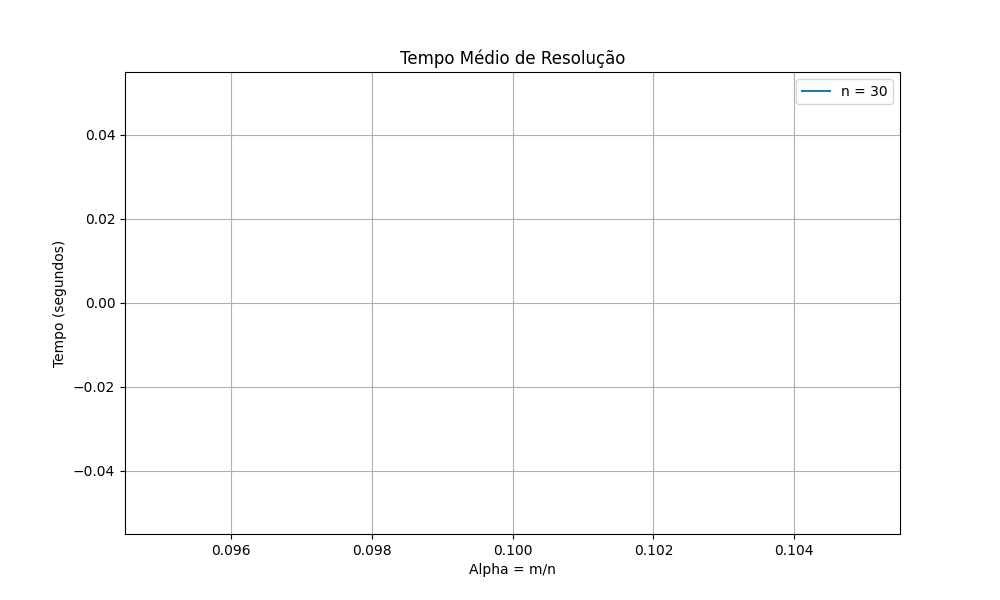 Tempo Médio de Resolução
n = 30
0.04
0.02
0.00
−0.02
−0.04
Tempo (segundos)
0.096 0.098 0.100 0.102 0.104
Alpha = m/n